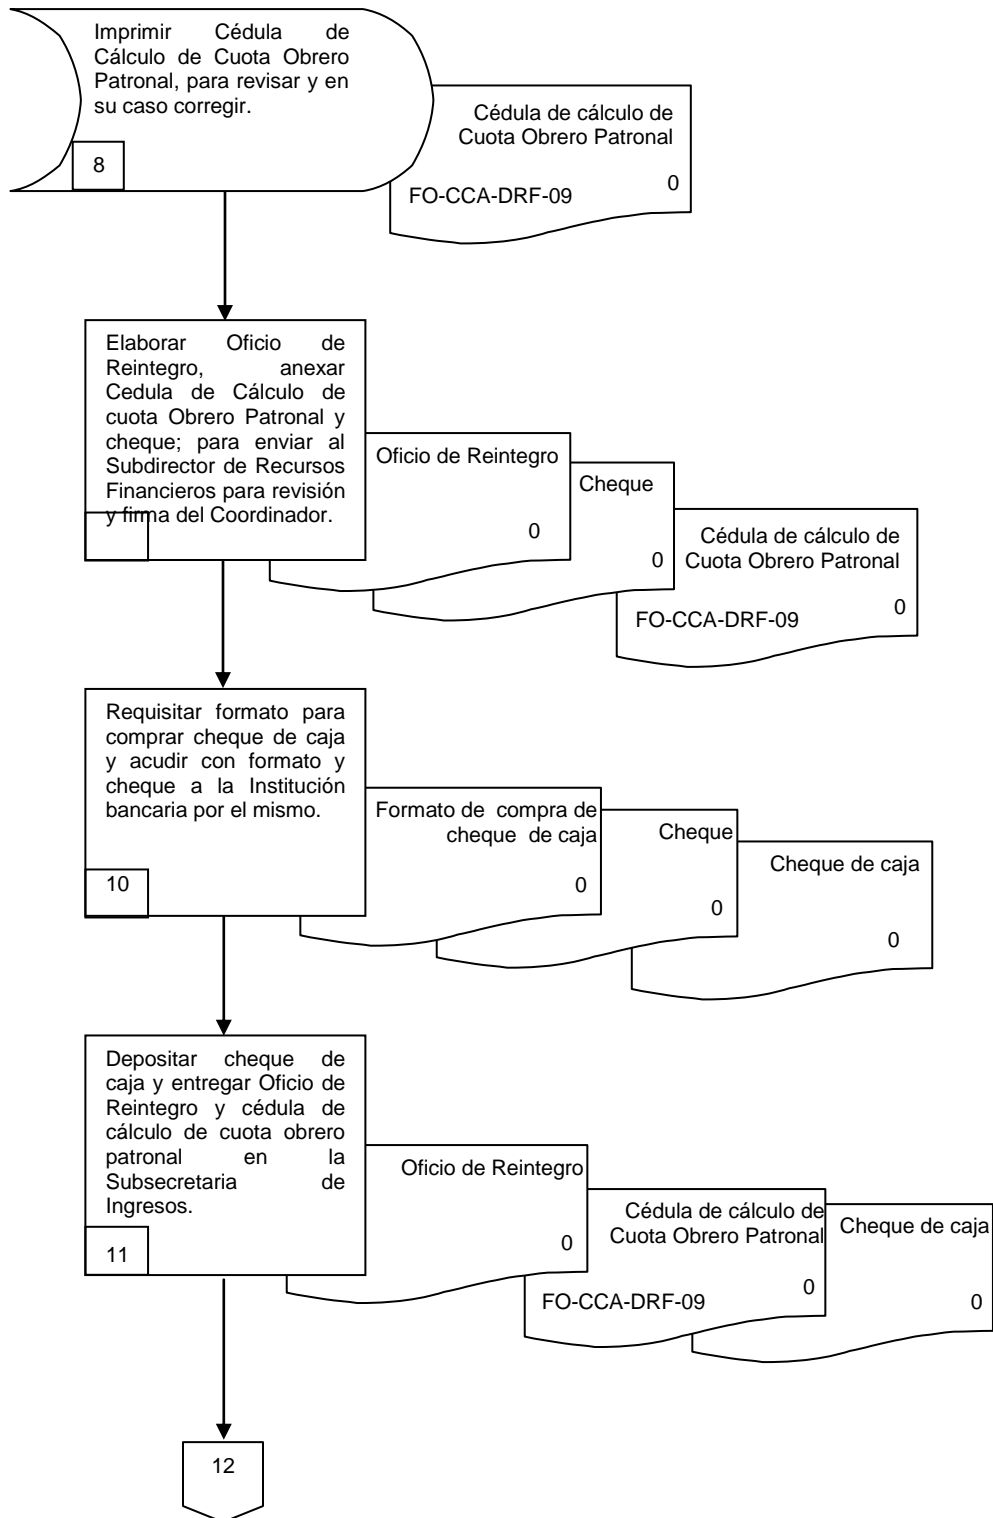 Imprimir Cédula de
Cálculo de Cuota Obrero
Patronal, para revisar y en
su caso corregir.
8
Cédula de cálculo de
Cuota Obrero Patronal
0
FO-CCA-DRF-09
Elaborar Oficio de
Reintegro, anexar
Cedula de Cálculo de
cuota Obrero Patronal y
cheque; para enviar al
Subdirector de Recursos
Financieros para revisión
y firma del Coordinador.
Oficio de Reintegro
0
Cheque
0
Cédula de cálculo de
Cuota Obrero Patronal
0
FO-CCA-DRF-09
Requisitar formato para
comprar cheque de caja
y acudir con formato y
cheque a la Institución
bancaria por el mismo.
10
Formato de compra de
cheque de caja
0
Cheque
0
Cheque de caja
0
Depositar cheque de
caja y entregar Oficio de
Reintegro y cédula de
cálculo de cuota obrero
patronal en la
Subsecretaria de
Ingresos.
11
Oficio de Reintegro
0
Cédula de cálculo de
Cuota Obrero Patronal
0
FO-CCA-DRF-09
Cheque de caja
0
12